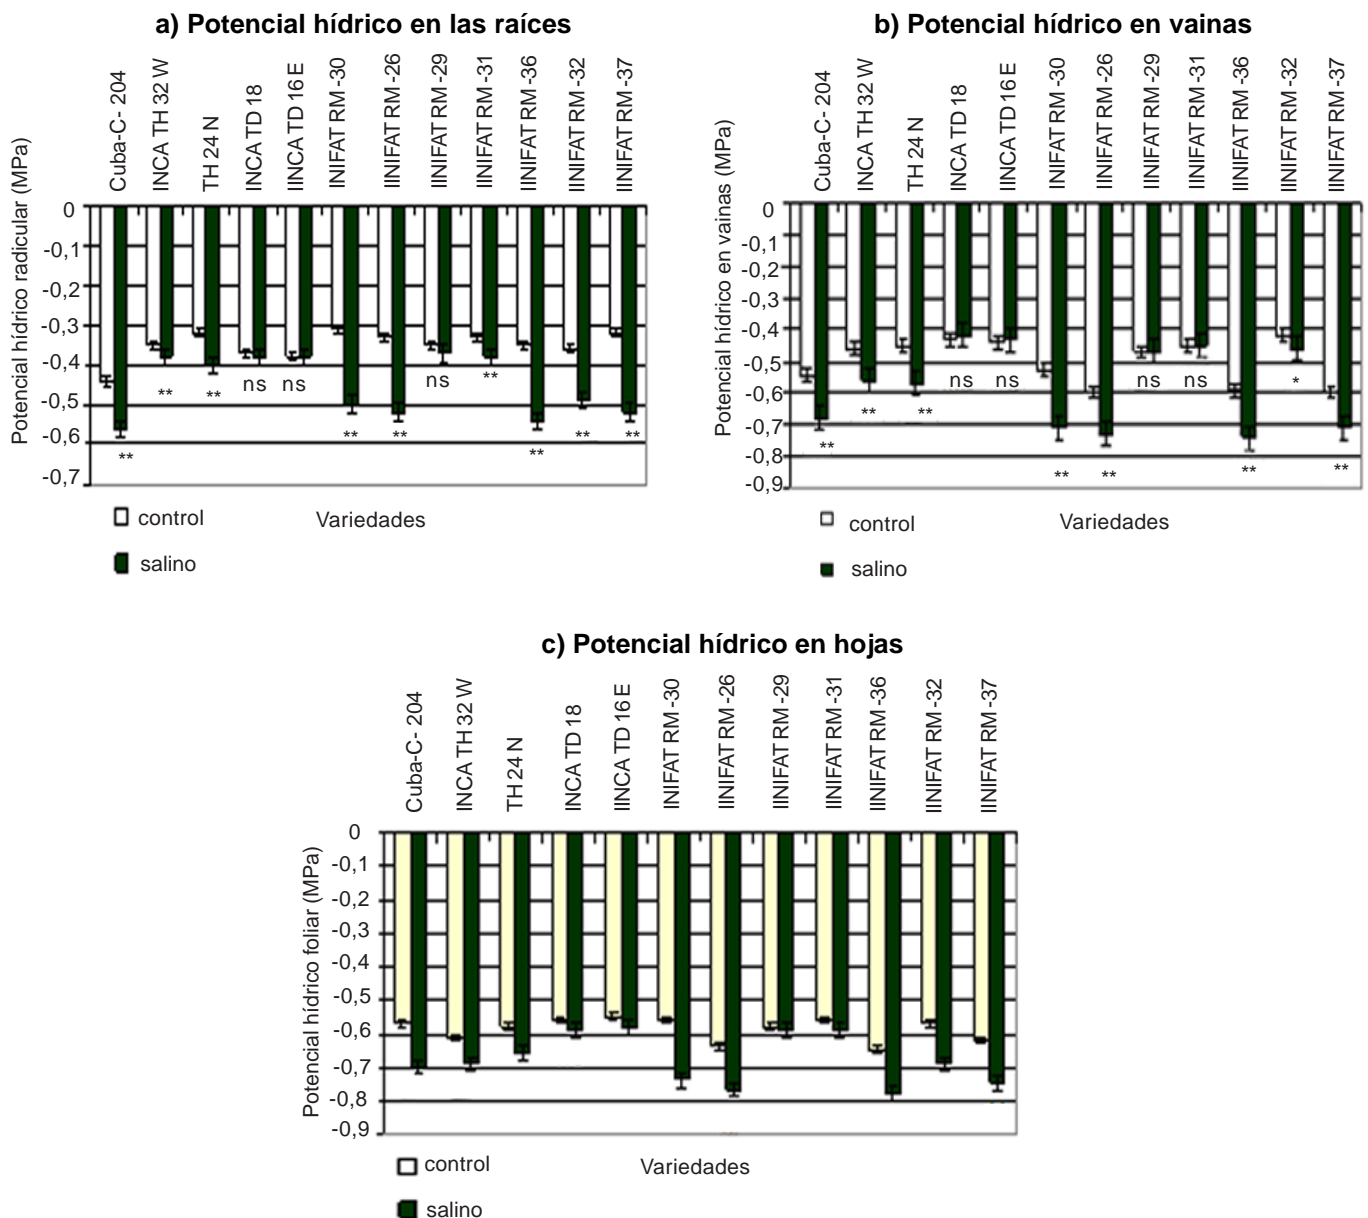 a) Potencial hídrico en las raíces
Cuba-C- 204
INCA TH 32 W
TH 24 N
INCA TD 18
IINCA TD 16 E
INIFAT RM -30
IINIFAT RM -26
IINIFAT RM -29
IINIFAT RM -31
IINIFAT RM -36
IINIFAT RM -32
IINIFAT RM -37
Potencial hídrico radicular (MPa)
0
-0,1
-0,2
-0,3
-0,4
-0,5
-0,6
-0,7
** ** ** ns ns ** ** ns ** ** ** **
control
salino
Variedades
b) Potencial hídrico en vainas
Cuba-C- 204
INCA TH 32 W
TH 24 N
INCA TD 18
IINCA TD 16 E
INIFAT RM -30
IINIFAT RM -26
IINIFAT RM -29
IINIFAT RM -31
IINIFAT RM -36
IINIFAT RM -32
IINIFAT RM -37
Potencial hídrico en vainas (MPa)
0
-0,1
-0,2
-0,3
-0,4
-0,5
-0,6
-0,7
-0,8
-0,9
** ** ** ns ns ** ** ns ns ** * **
control
salino
Variedades
c) Potencial hídrico en hojas
Cuba-C- 204
INCA TH 32 W
TH 24 N
INCA TD 18
IINCA TD 16 E
INIFAT RM -30
IINIFAT RM -26
IINIFAT RM -29
IINIFAT RM -31
IINIFAT RM -36
IINIFAT RM -32
IINIFAT RM -37
Potencial hídrico foliar (MPa)
0
-0,1
-0,2
-0,3
-0,4
-0,5
-0,6
-0,7
-0,8
-0,9
control
salino
Variedades